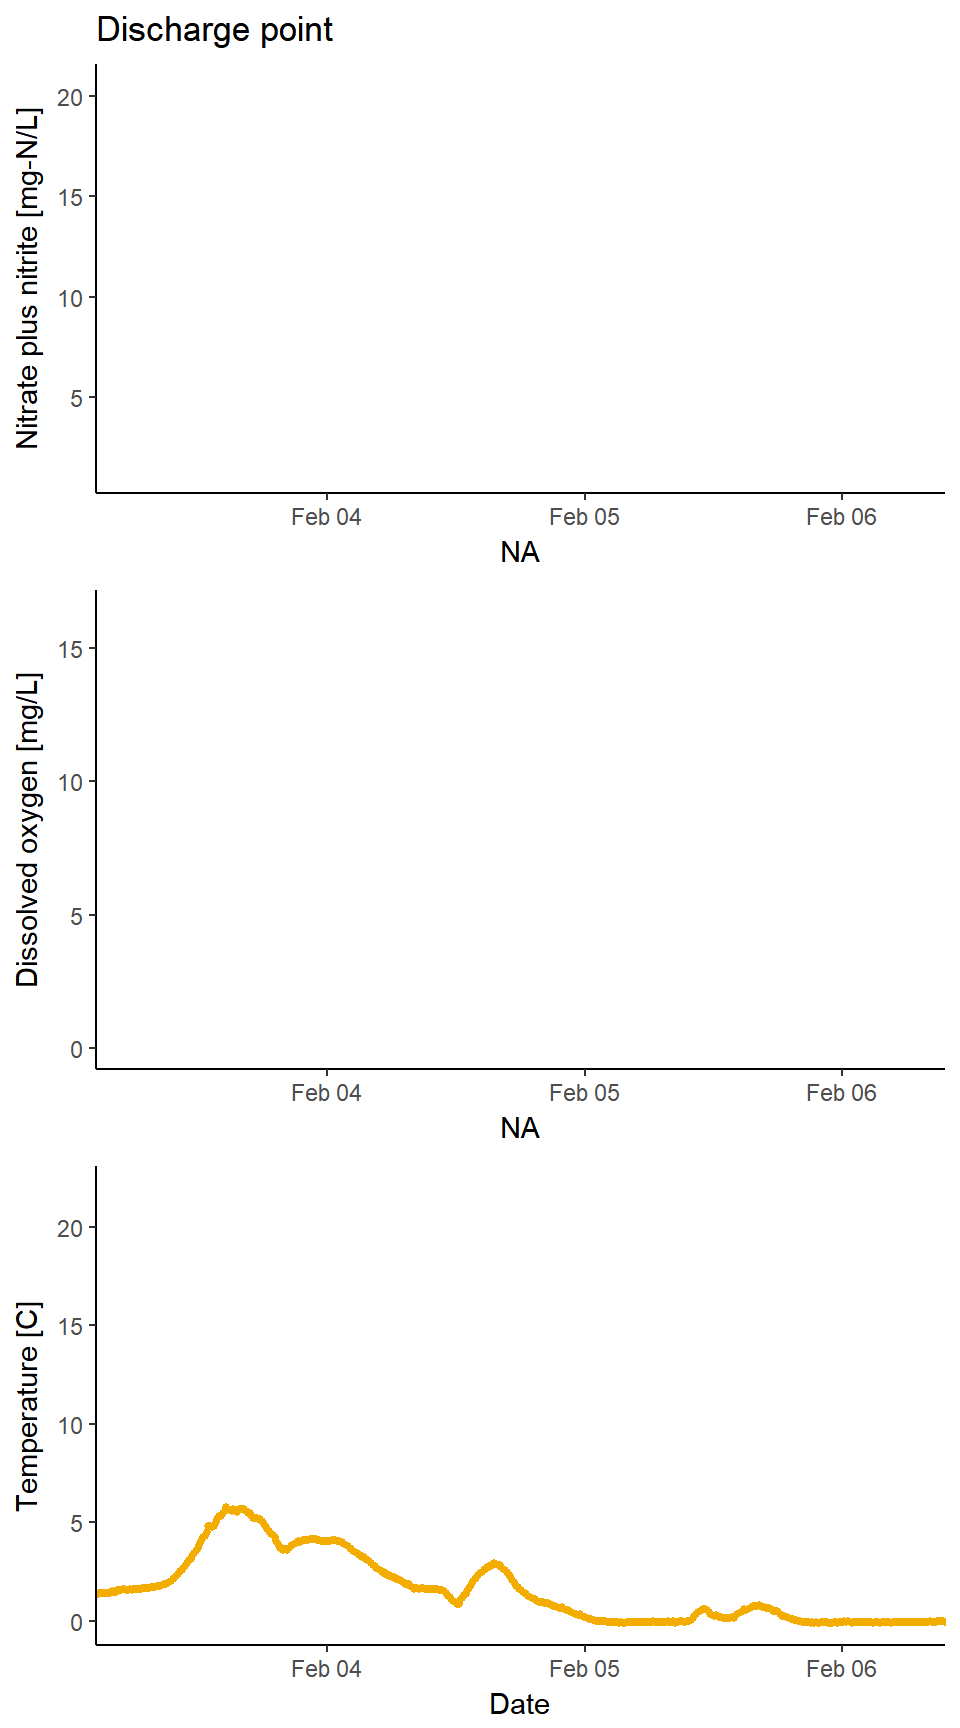 Discharge point
Nitrate plus nitrite [mg-N/L]
20
15
10
5
Feb 04 Feb 05 Feb 06
NA
Dissolved oxygen [mg/L]
15
10
5
0
Feb 04 Feb 05 Feb 06
NA
Temperature [C]
20
15
10
5
0
Feb 04 Feb 05 Feb 06
Date